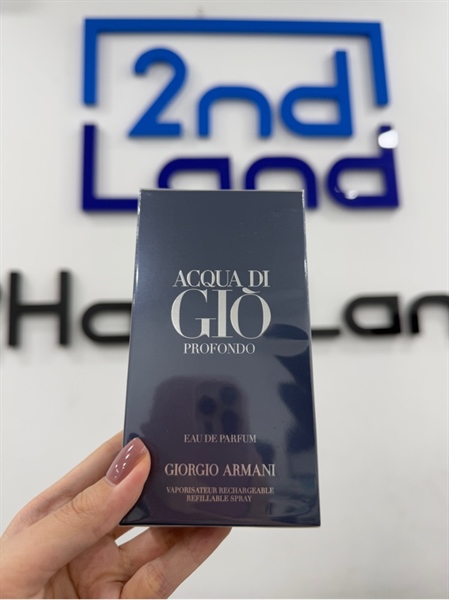 2nd
Land
ACQUA DI
GIÒ
PROFONDO
EAU DE PARFUM
GIORGIO ARMANI
VAPORISATEUR RECHARGEABLE
REFILLABLE SPRAY